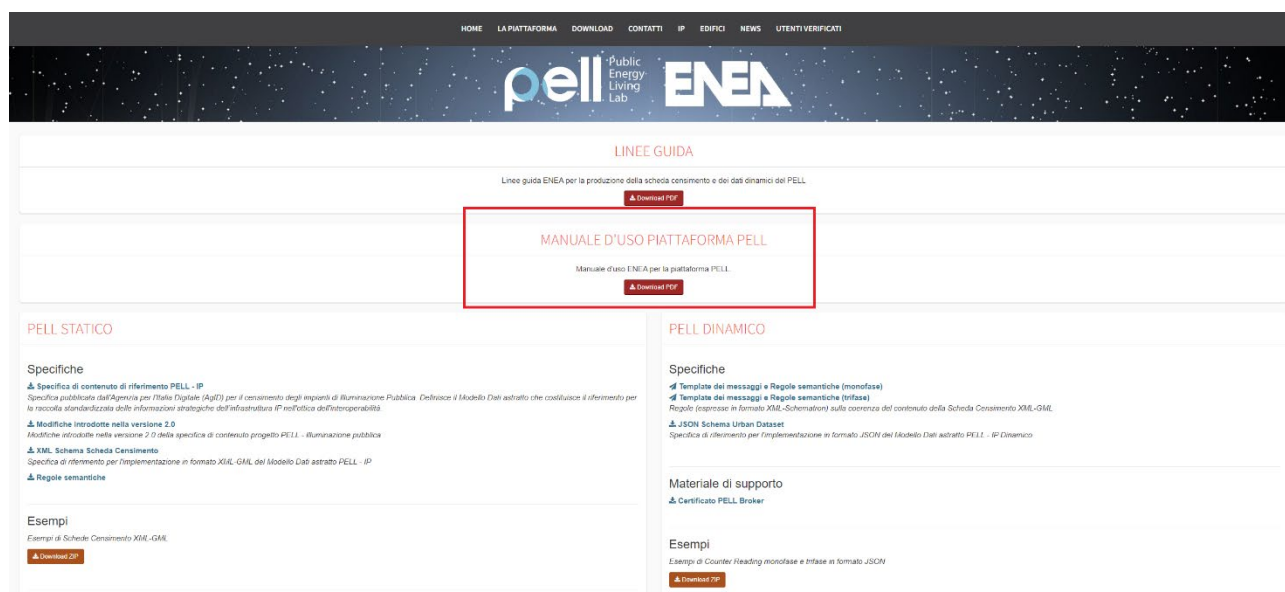 HOME LA PIATTAFORMA DOWNLOAD CONTATTI IP EDIFICI NEWS UTENTI VERIFICATI
pell Public Energy Living Lab ENEA
LINEE GUIDA
Linee guida ENEA per la produzione della scheda censimento e dei dati dinamici del PELL
Download PDF
MANUALE D'USO PIATTAFORMA PELL
Manuale d'uso ENEA per la piattaforma PELL
Download PDF
PELL STATICO
Specifiche
Specifica di contenuto di riferimento PELL - IP
Specifica pubblicata dall'Agenzia per l'Italia Digitale (AgID) per il censimento degli impianti di Illuminazione Pubblica. Definisce il Modello Dati astratto che costituisce il riferimento per
la raccolta standardizzata delle informazioni strategiche dell'infrastruttura IP nell'ottica dell'interoperabilità.
Modifiche introdotte nella versione 2.0
Modifiche introdotte nella versione 2.0 della specifica di contenuto progetto PELL - illuminazione pubblica
XML Schema Scheda Censimento
Specifica di riferimento per l'implementazione in formato XML-GML del Modello Dati astratto PELL - IP
Regole semantiche
Esempi
Esempi di Schede Censimento XML-GML
Download ZIP
PELL DINAMICO
Specifiche
Template dei messaggi e Regole semantiche (monofase)
Template dei messaggi e Regole semantiche (trifase)
Regole (espresse in formato XML-Schematron) sulla coerenza del contenuto della Scheda Censimento XML-GML
JSON Schema Urban Dataset
Specifica di riferimento per l'implementazione in formato JSON del Modello Dati astratto PELL - IP Dinamico
Materiale di supporto
Certificato PELL Broker
Esempi
Esempi di Counter Reading monofase e trifase in formato JSON
Download ZIP